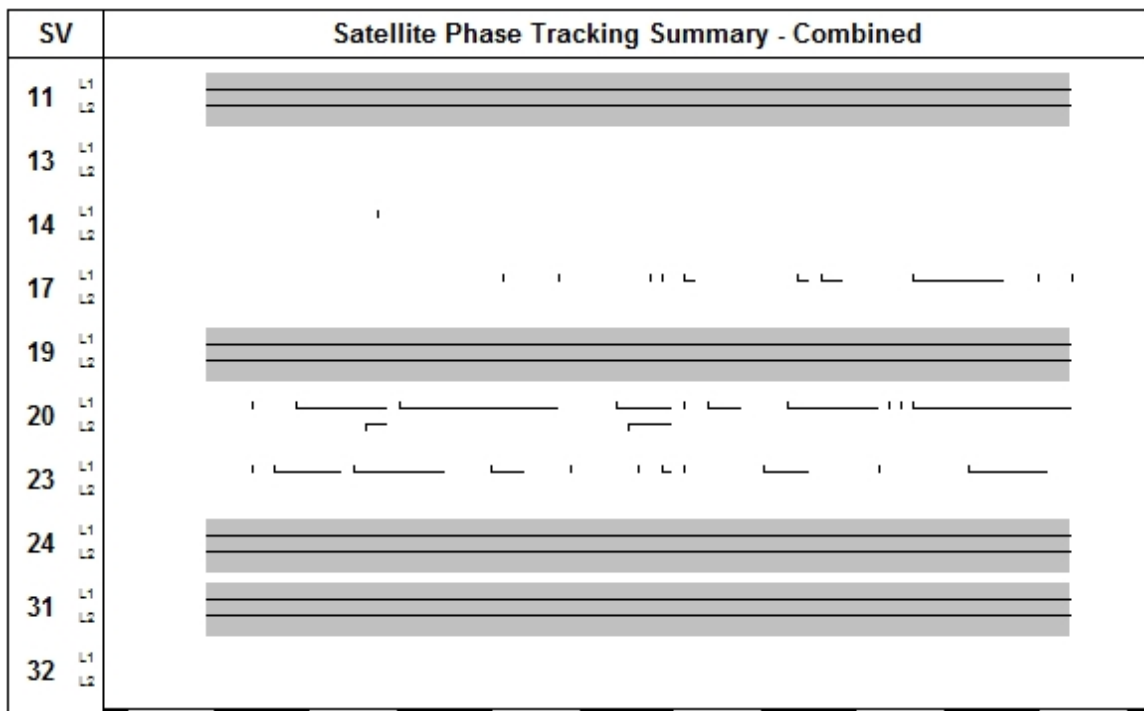 SV Satellite Phase Tracking Summary - Combined
11 L1
L2
13 L1
L2
14 L1
L2
17 L1
L2
19 L1
L2
20 L1
L2
23 L1
L2
24 L1
L2
31 L1
L2
32 L1
L2